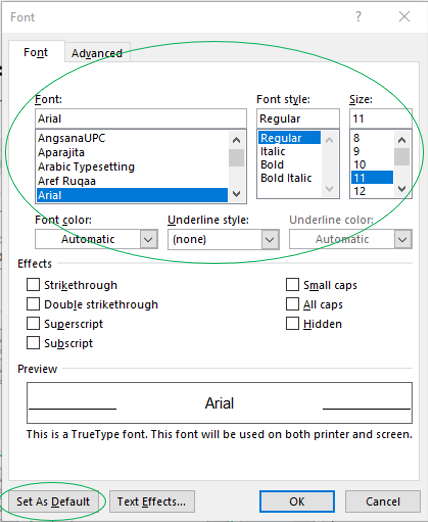 Font
Font Advanced
Font: Font style: Size:
Arial Regular 11
AngsanaUPC Regular 8
Aparajita Italic 9
Arabic Typesetting Bold 10
Aref Ruqaa Bold Italic 11
Arial 12
Font color: Underline style: Underline color:
Automatic (none) Automatic
Effects
Strikethrough Small caps
Double strikethrough All caps
Superscript Hidden
Subscript
Preview
Arial
This is a TrueType font. This font will be used on both printer and screen.
Set As Default Text Effects... OK Cancel